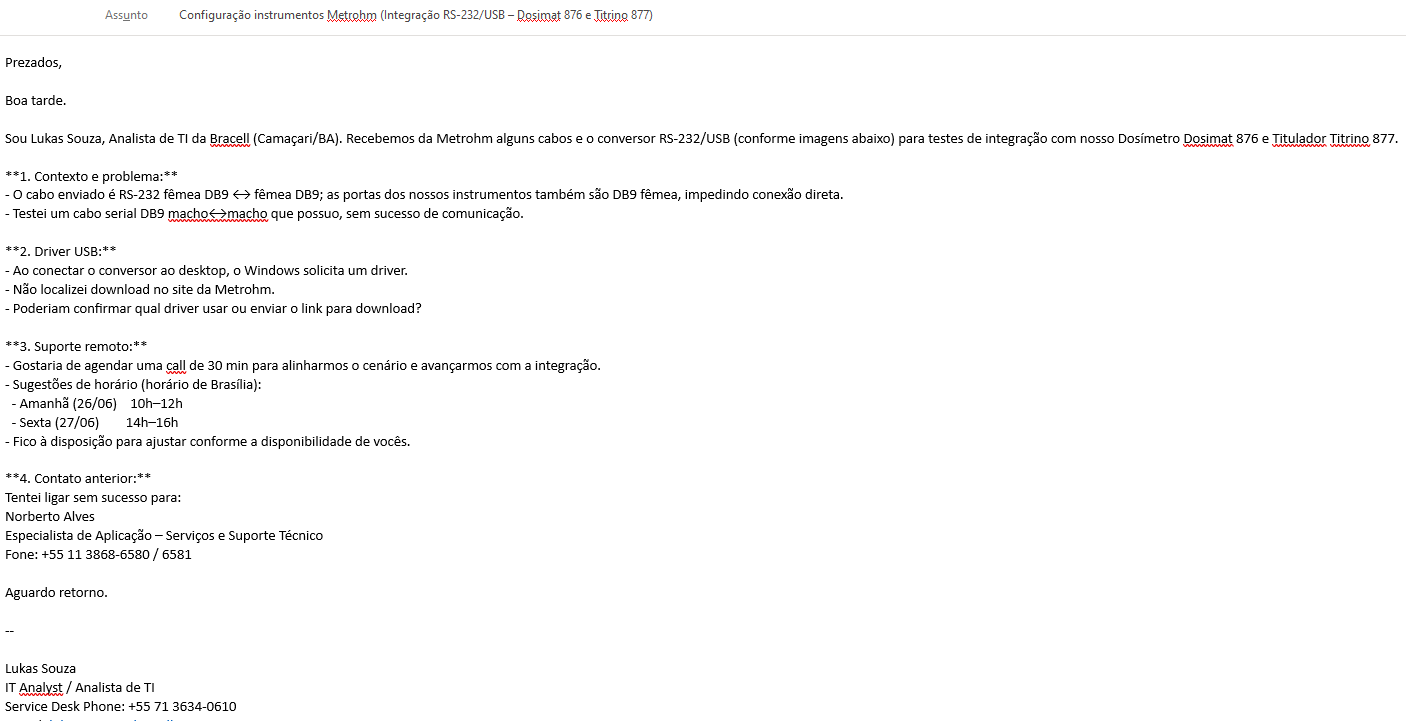 Assunto Configuração instrumentos Metrohm (Integração RS-232/USB – Dosimat 876 e Titrino 877)
Prezados,
Boa tarde.
Sou Lukas Souza, Analista de TI da Bracell (Camaçari/BA). Recebemos da Metrohm alguns cabos e o conversor RS-232/USB (conforme imagens abaixo) para testes de integração com nosso Dosímetro Dosimat 876 e Titulador Titrino 877.
**1. Contexto e problema:**
- O cabo enviado é RS-232 fêmea DB9 ↔ fêmea DB9; as portas dos nossos instrumentos também são DB9 fêmea, impedindo conexão direta.
- Testei um cabo serial DB9 macho↔macho que possuo, sem sucesso de comunicação.
**2. Driver USB:**
- Ao conectar o conversor ao desktop, o Windows solicita um driver.
- Não localizei download no site da Metrohm.
- Poderiam confirmar qual driver usar ou enviar o link para download?
**3. Suporte remoto:**
- Gostaria de agendar uma call de 30 min para alinharmos o cenário e avançarmos com a integração.
- Sugestões de horário (horário de Brasília):
- Amanhã (26/06) 10h–12h
- Sexta (27/06) 14h–16h
- Fico à disposição para ajustar conforme a disponibilidade de vocês.
**4. Contato anterior:**
Tentei ligar sem sucesso para:
Norberto Alves
Especialista de Aplicação – Serviços e Suporte Técnico
Fone: +55 11 3868-6580 / 6581
Aguardo retorno.
--
Lukas Souza
IT Analyst / Analista de TI
Service Desk Phone: +55 71 3634-0610